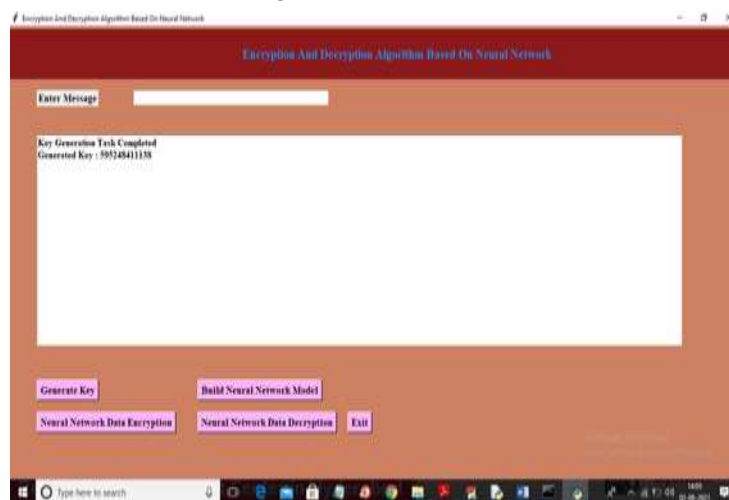 Encryption And Decryption Algorithm Based On Neural Network
Encryption And Decryption Algorithm Based On Neural Network
Enter Message
Key Generation Task Completed
Generated Key :
Generate Key
Build Neural Network Model
Neural Network Data Encryption
Neural Network Data Decryption
Exit
Type here to search